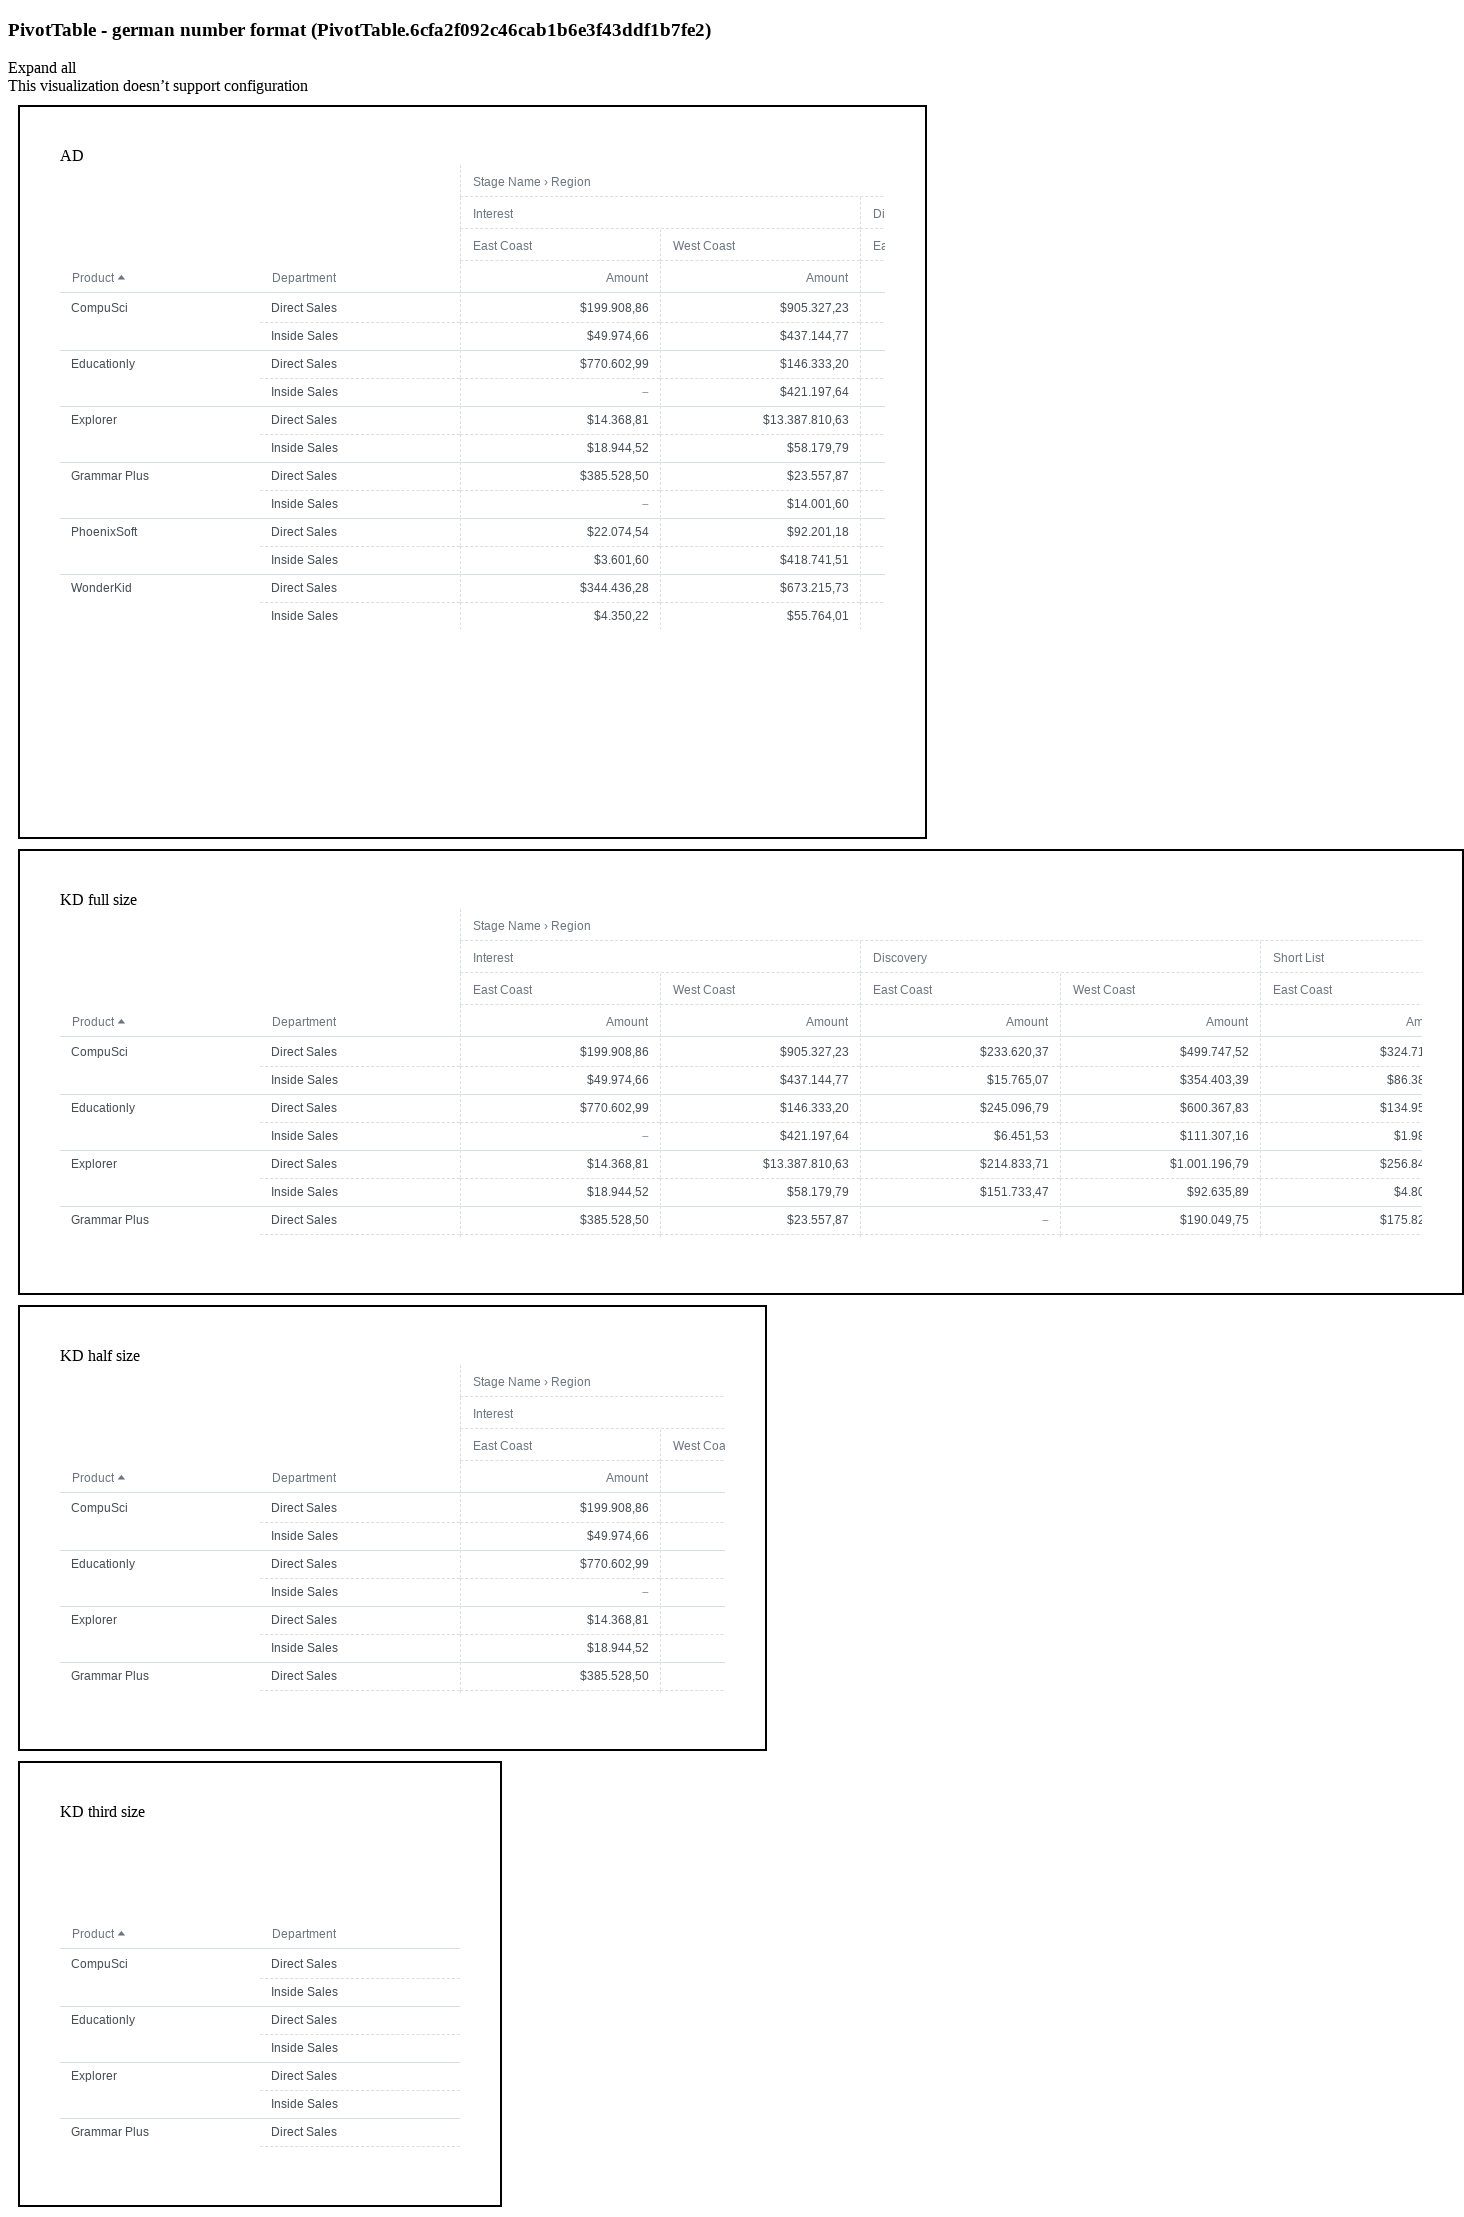 PivotTable - german number format (PivotTable.6cfa2f092c46cab1b6e3f43ddf1b7fe2)
Expand all
This visualization doesn’t support configuration
AD
Stage Name › Region
Interest Di
East Coast West Coast Ea
Product Department Amount Amount
CompuSci Direct Sales $199.908,86 $905.327,23
Inside Sales $49.974,66 $437.144,77
Educationly Direct Sales $770.602,99 $146.333,20
Inside Sales – $421.197,64
Explorer Direct Sales $14.368,81 $13.387.810,63
Inside Sales $18.944,52 $58.179,79
Grammar Plus Direct Sales $385.528,50 $23.557,87
Inside Sales – $14.001,60
PhoenixSoft Direct Sales $22.074,54 $92.201,18
Inside Sales $3.601,60 $418.741,51
WonderKid Direct Sales $344.436,28 $673.215,73
Inside Sales $4.350,22 $55.764,01
KD full size
Stage Name › Region
Interest Discovery Short List
East Coast West Coast East Coast West Coast East Coast
Product Department Amount Amount Amount Amount Am
CompuSci Direct Sales $199.908,86 $905.327,23 $233.620,37 $499.747,52 $324.71
Inside Sales $49.974,66 $437.144,77 $15.765,07 $354.403,39 $86.38
Educationly Direct Sales $770.602,99 $146.333,20 $245.096,79 $600.367,83 $134.95
Inside Sales – $421.197,64 $6.451,53 $111.307,16 $1.98
Explorer Direct Sales $14.368,81 $13.387.810,63 $214.833,71 $1.001.196,79 $256.84
Inside Sales $18.944,52 $58.179,79 $151.733,47 $92.635,89 $4.80
Grammar Plus Direct Sales $385.528,50 $23.557,87 – $190.049,75 $175.82
KD half size
Stage Name › Region
Interest
East Coast West Coa
Product Department Amount
CompuSci Direct Sales $199.908,86
Inside Sales $49.974,66
Educationly Direct Sales $770.602,99
Inside Sales –
Explorer Direct Sales $14.368,81
Inside Sales $18.944,52
Grammar Plus Direct Sales $385.528,50
KD third size
Product Department
CompuSci Direct Sales
Inside Sales
Educationly Direct Sales
Inside Sales
Explorer Direct Sales
Inside Sales
Grammar Plus Direct Sales